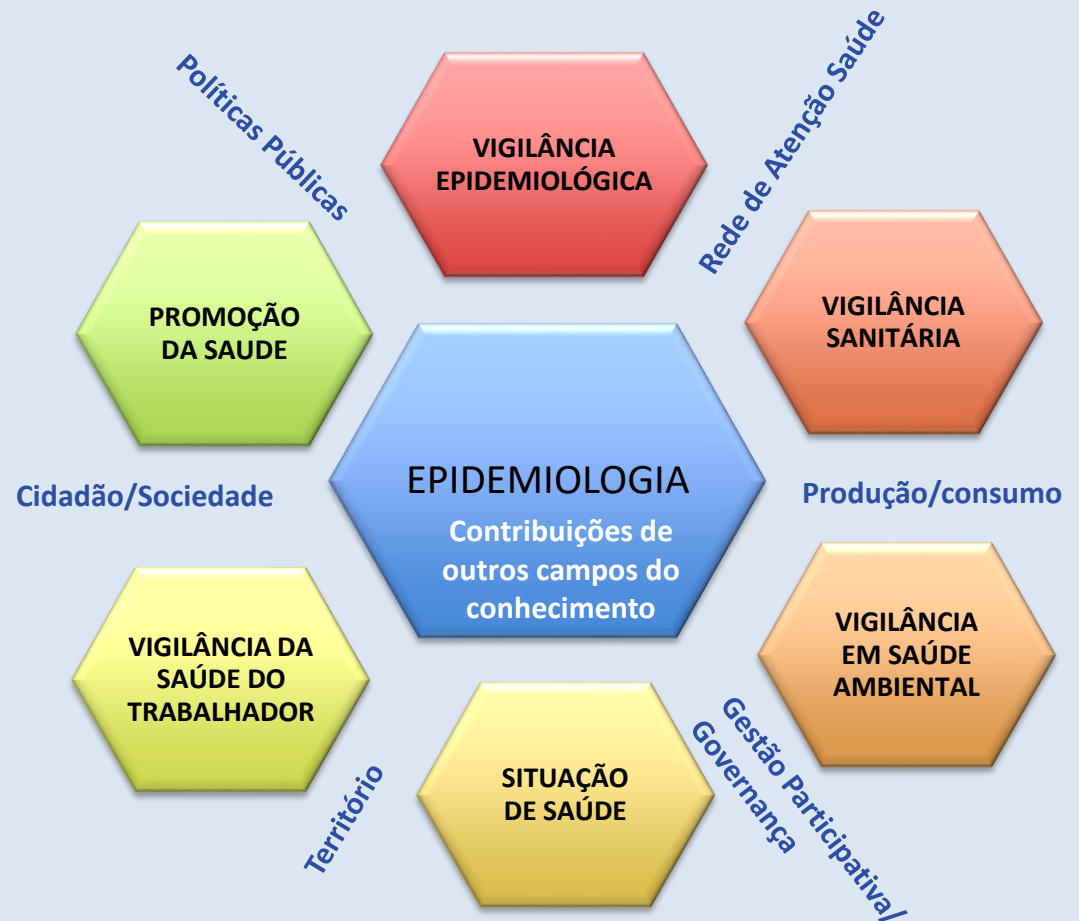 Políticas Públicas
VIGILÂNCIA
EPIDEMIOLÓGICA
Rede de Atenção Saúde
PROMOÇÃO
DA SAUDE
VIGILÂNCIA
SANITÁRIA
EPIDEMIOLOGIA
Contribuições de
outros campos do
conhecimento
Cidadão/Sociedade
Produção/consumo
VIGILÂNCIA DA
SAÚDE DO
TRABALHADOR
VIGILÂNCIA
EM SAÚDE
AMBIENTAL
Território
SITUAÇÃO
DE SAÚDE
Gestão Participativa/
Governança